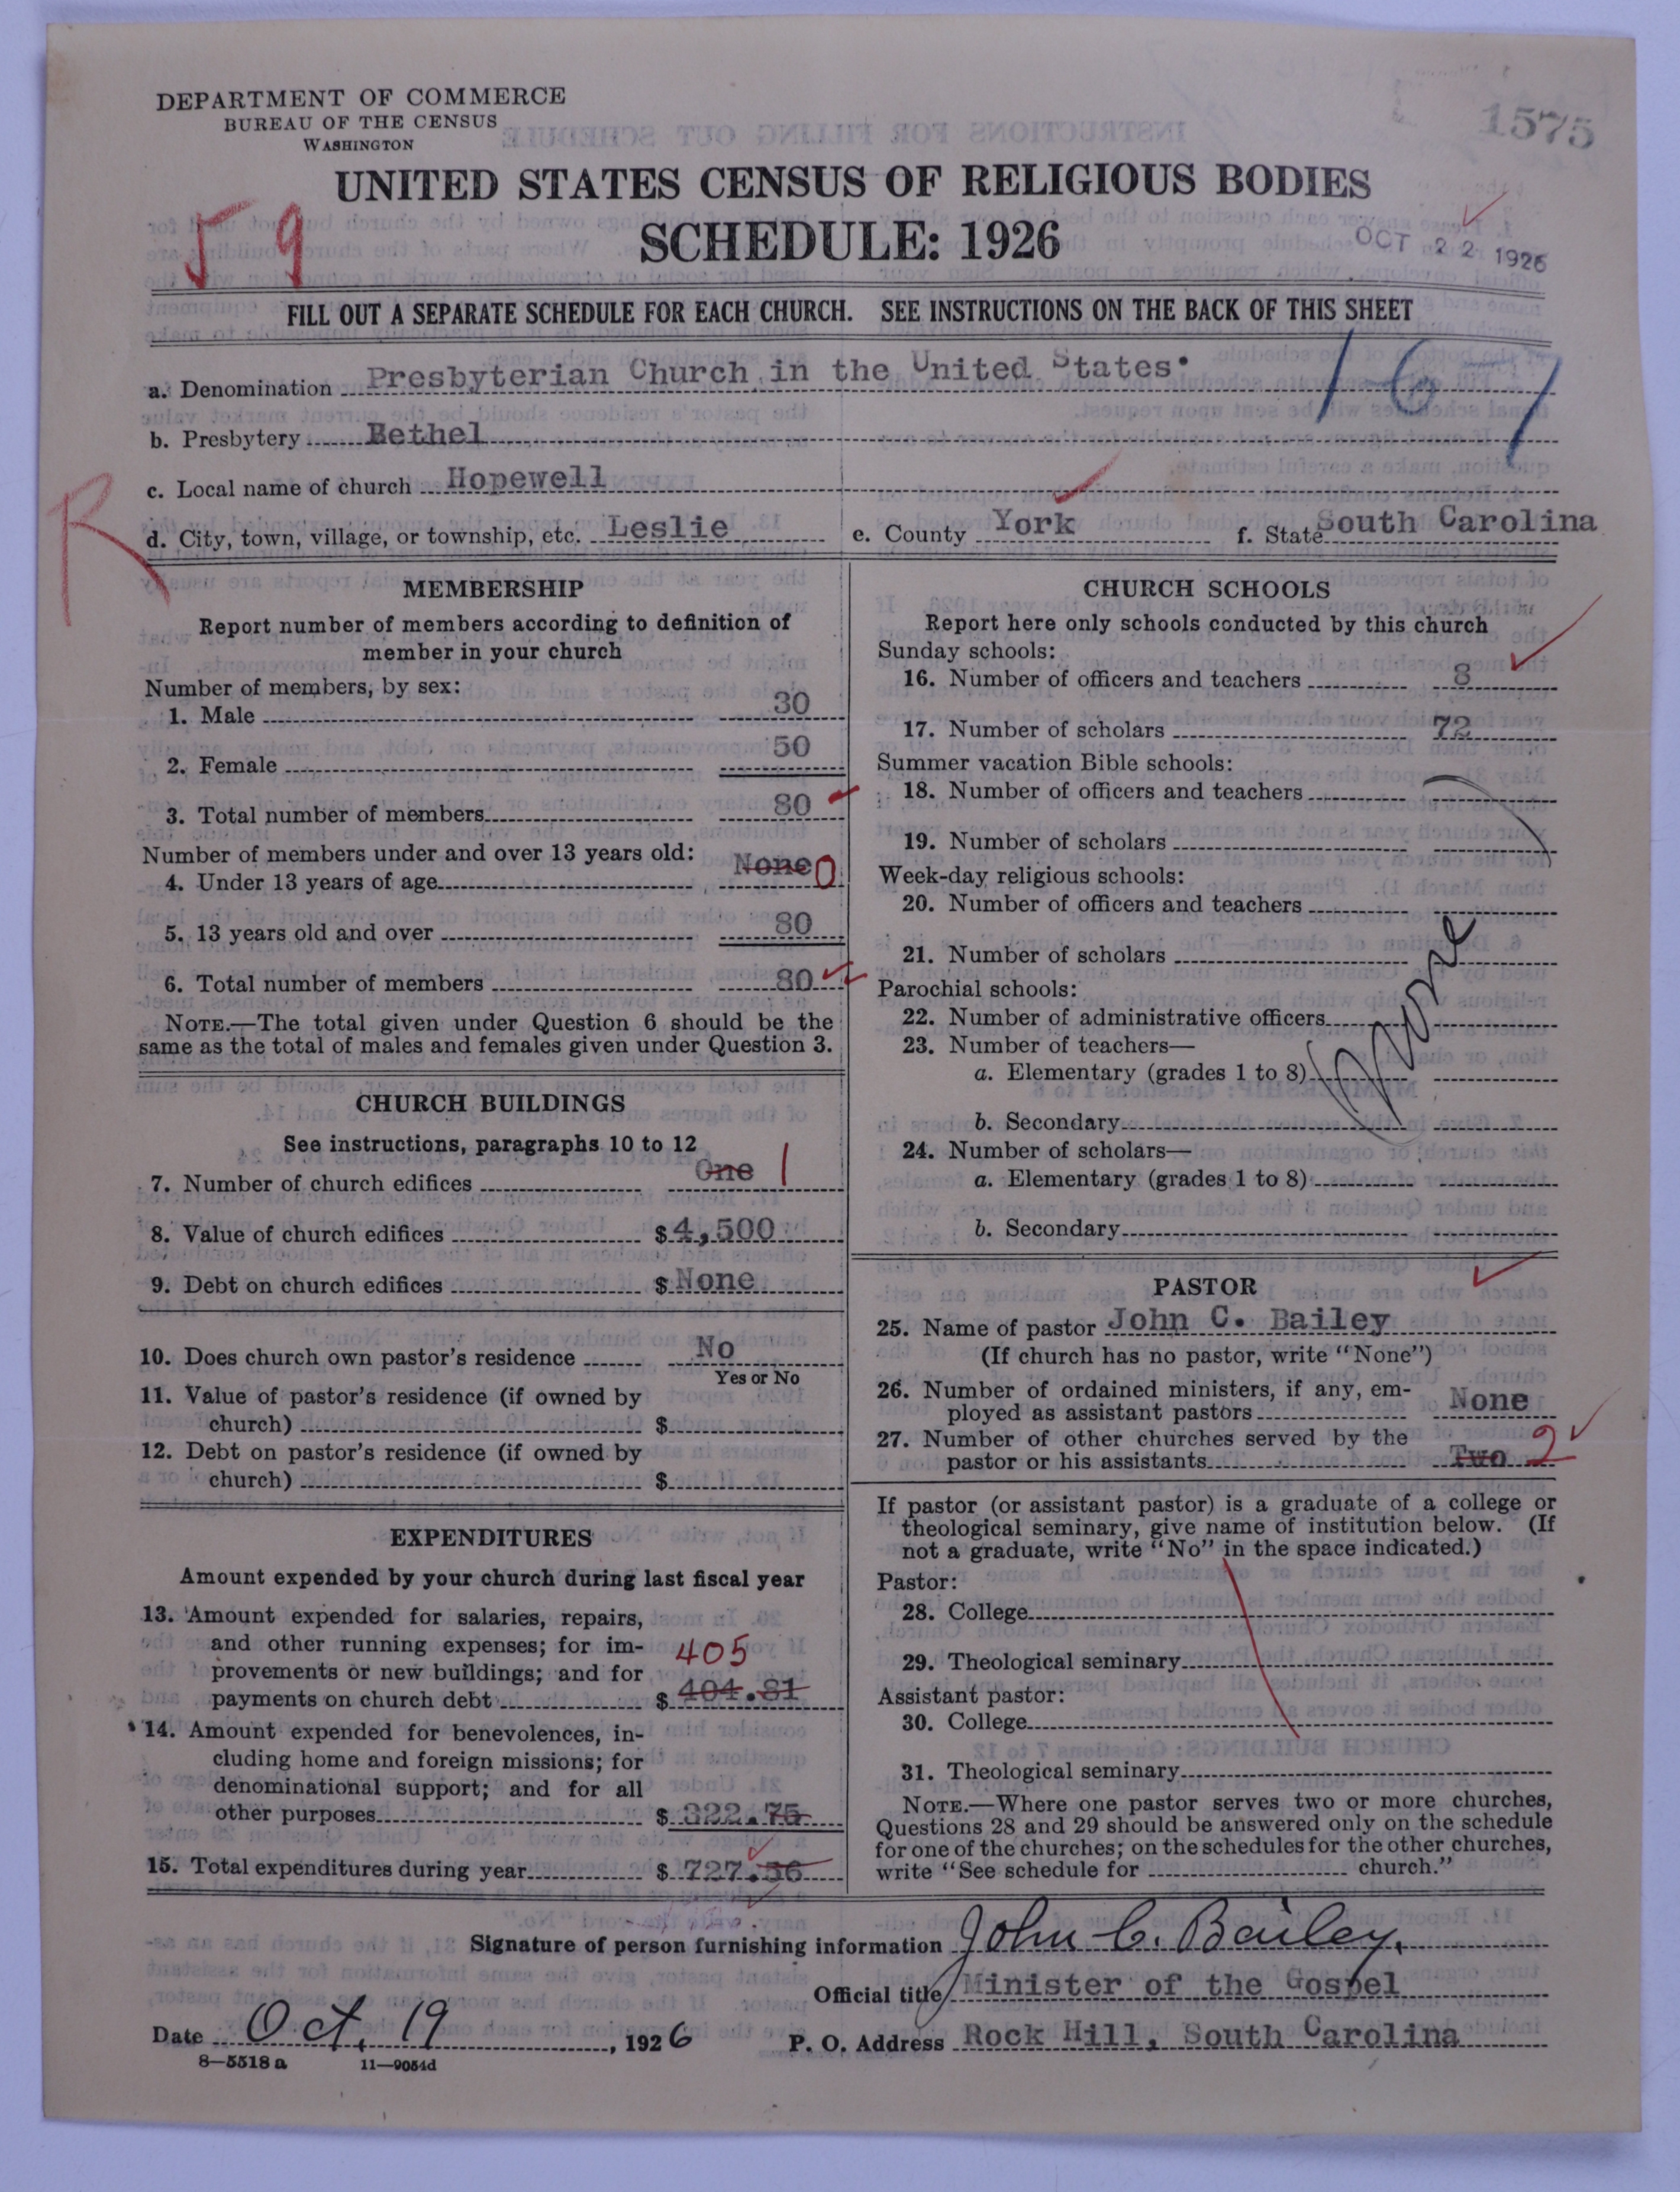 DEPARTMENT OF COMMERCE
BUREAU OF THE CENSUS
WASHINGTON
1575
UNITED STATES CENSUS OF RELIGIOUS BODIES
SCHEDULE: 1926
59
OCT 22 1926
FILL OUT A SEPARATE SCHEDULE FOR EACH CHURCH. SEE INSTRUCTIONS ON THE BACK OF THIS SHEET
a. Denomination Presbyterian Church in the United States.
161
b. Presbytery Bethel
c. Local name of church Hopewell
R
d. City, town, village, or township, etc. Leslie e. County York f. State South Carolina
MEMBERSHIP
Report number of members according to definition of
member in your church
Number of members, by sex:
1. Male 30
2. Female 50
3. Total number of members 80
Number of members under and over 13 years old:
4. Under 13 years of age None 0
5. 13 years old and over 80
6. Total number of members 80
NOTE.—The total given under Question 6 should be the
same as the total of males and females given under Question 3.
CHURCH BUILDINGS
See instructions, paragraphs 10 to 12
7. Number of church edifices One 1
8. Value of church edifices $ 4,500
9. Debt on church edifices $ None
10. Does church own pastor's residence No
Yes or No
11. Value of pastor's residence (if owned by
church) $
12. Debt on pastor's residence (if owned by
church) $
EXPENDITURES
Amount expended by your church during last fiscal year
13. Amount expended for salaries, repairs,
and other running expenses; for im-
provements or new buildings; and for 405
payments on church debt $ 404.81
14. Amount expended for benevolences, in-
cluding home and foreign missions; for
denominational support; and for all
other purposes $ 322.75
15. Total expenditures during year $ 727.56
CHURCH SCHOOLS
Report here only schools conducted by this church
Sunday schools:
16. Number of officers and teachers 8
17. Number of scholars 72
Summer vacation Bible schools:
18. Number of officers and teachers
19. Number of scholars
Week-day religious schools:
20. Number of officers and teachers
21. Number of scholars
None
Parochial schools:
22. Number of administrative officers
23. Number of teachers—
a. Elementary (grades 1 to 8)
b. Secondary
24. Number of scholars—
a. Elementary (grades 1 to 8)
b. Secondary
PASTOR
25. Name of pastor John C. Bailey
(If church has no pastor, write "None")
26. Number of ordained ministers, if any, em-
ployed as assistant pastors None
27. Number of other churches served by the
pastor or his assistants Two 2
If pastor (or assistant pastor) is a graduate of a college or
theological seminary, give name of institution below. (If
not a graduate, write "No" in the space indicated.)
Pastor:
28. College
29. Theological seminary
Assistant pastor:
30. College
31. Theological seminary
NOTE.—Where one pastor serves two or more churches,
Questions 28 and 29 should be answered only on the schedule
for one of the churches; on the schedules for the other churches,
write "See schedule for church."
Signature of person furnishing information John C. Bailey.
Official title Minister of the Gospel
Date Oct. 19, 1926 P. O. Address Rock Hill, South Carolina
8—5518 a 11—9054d